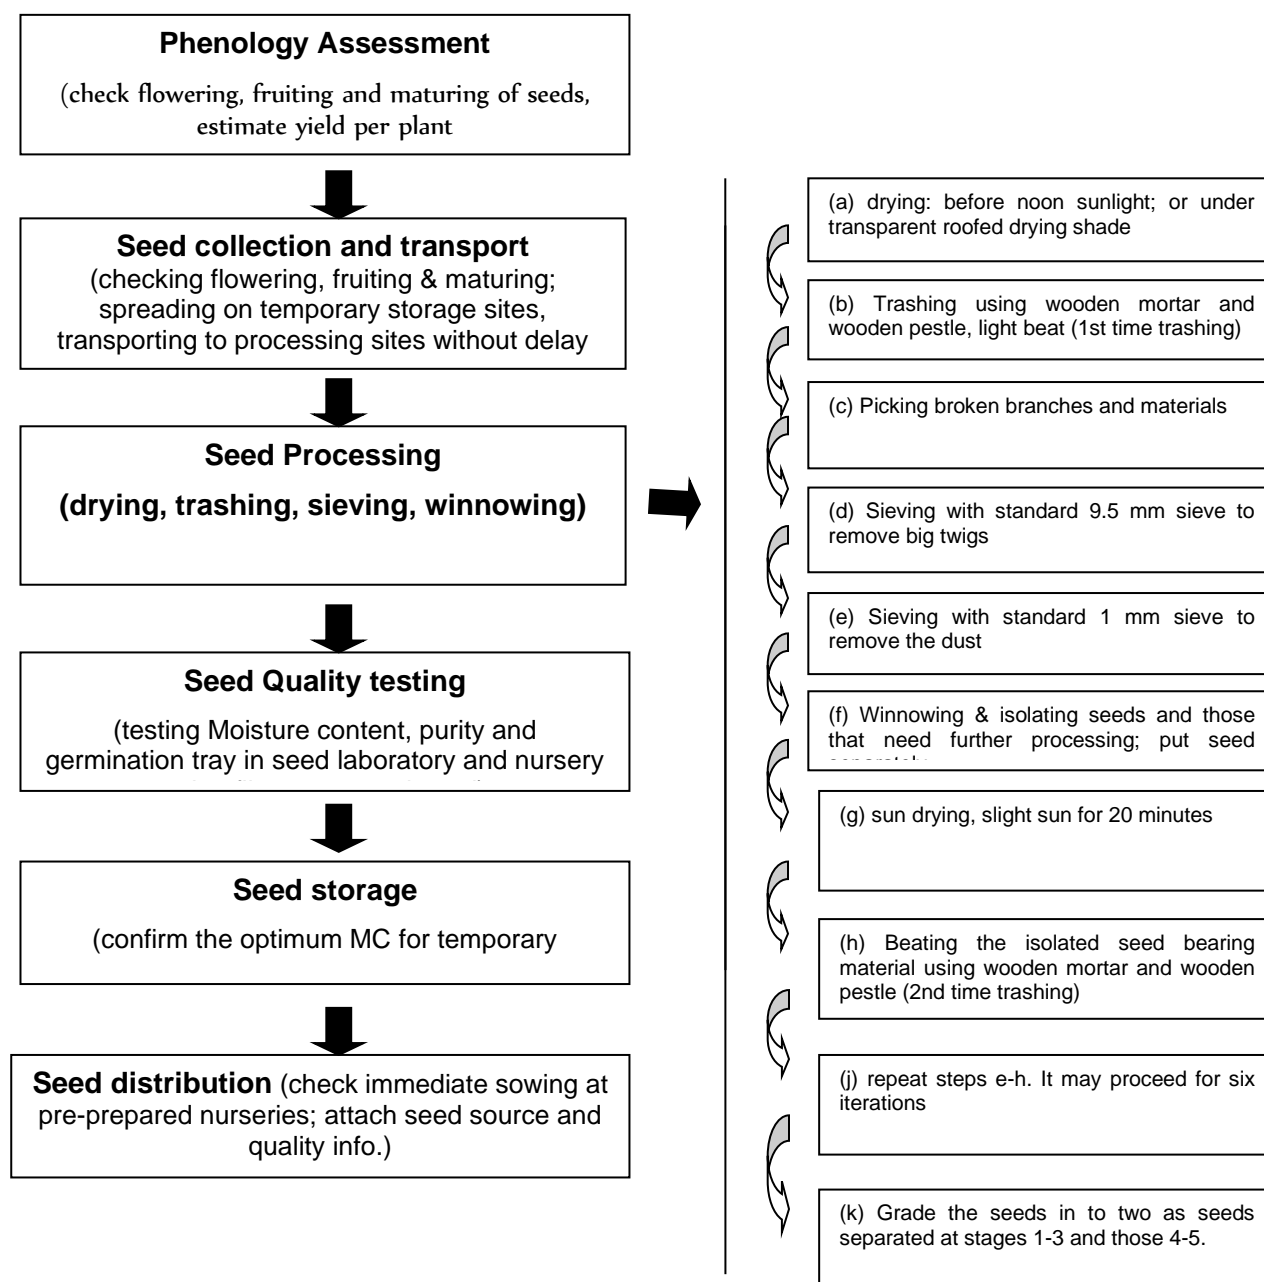 Phenology Assessment
(check flowering, fruiting and maturing of seeds,
estimate yield per plant
Seed collection and transport
(checking flowering, fruiting & maturing;
spreading on temporary storage sites,
transporting to processing sites without delay
Seed Processing
(drying, trashing, sieving, winnowing)
Seed Quality testing
(testing Moisture content, purity and
germination tray in seed laboratory and nursery
Seed storage
(confirm the optimum MC for temporary
Seed distribution (check immediate sowing at
pre-prepared nurseries; attach seed source and
quality info.)
(a) drying: before noon sunlight; or under
transparent roofed drying shade
(b) Trashing using wooden mortar and
wooden pestle, light beat (1st time trashing)
(c) Picking broken branches and materials
(d) Sieving with standard 9.5 mm sieve to
remove big twigs
(e) Sieving with standard 1 mm sieve to
remove the dust
(f) Winnowing & isolating seeds and those
that need further processing; put seed
(g) sun drying, slight sun for 20 minutes
(h) Beating the isolated seed bearing
material using wooden mortar and wooden
pestle (2nd time trashing)
(j) repeat steps e-h. It may proceed for six
iterations
(k) Grade the seeds in to two as seeds
separated at stages 1-3 and those 4-5.